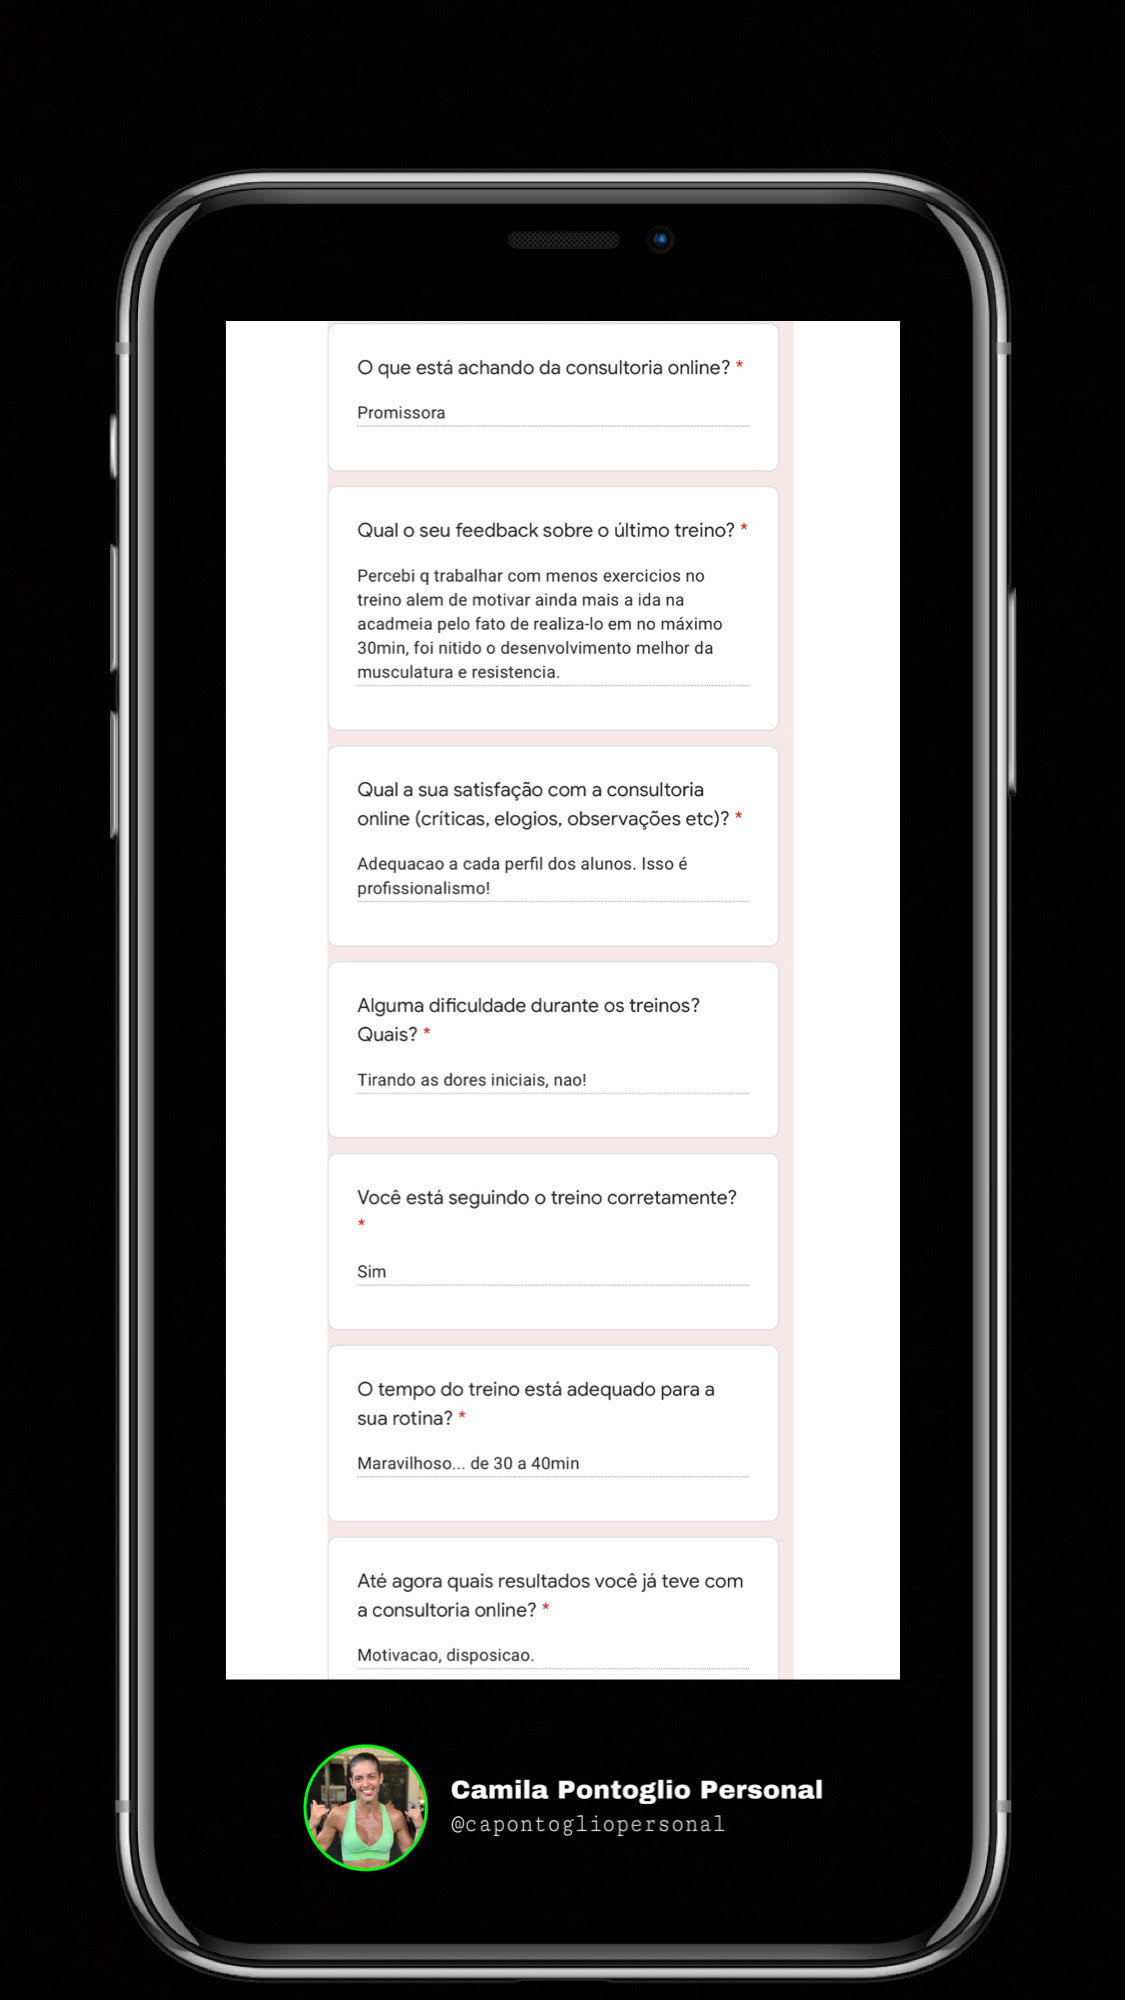 O que está achando da consultoria online? *
Promissora
Qual o seu feedback sobre o último treino? *
Percebi q trabalhar com menos exercicios no
treino alem de motivar ainda mais a ida na
acadmeia pelo fato de realiza-lo em no máximo
30min, foi nitido o desenvolvimento melhor da
musculatura e resistencia.
Qual a sua satisfação com a consultoria
online (críticas, elogios, observações etc)? *
Adequacao a cada perfil dos alunos. Isso é
profissionalismo!
Alguma dificuldade durante os treinos?
Quais? *
Tirando as dores iniciais, nao!
Você está seguindo o treino corretamente?
*
Sim
O tempo do treino está adequado para a
sua rotina? *
Maravilhoso... de 30 a 40min
Até agora quais resultados você já teve com
a consultoria online? *
Motivacao, disposicao.
Camila Pontoglio Personal
@capontogliopersonal